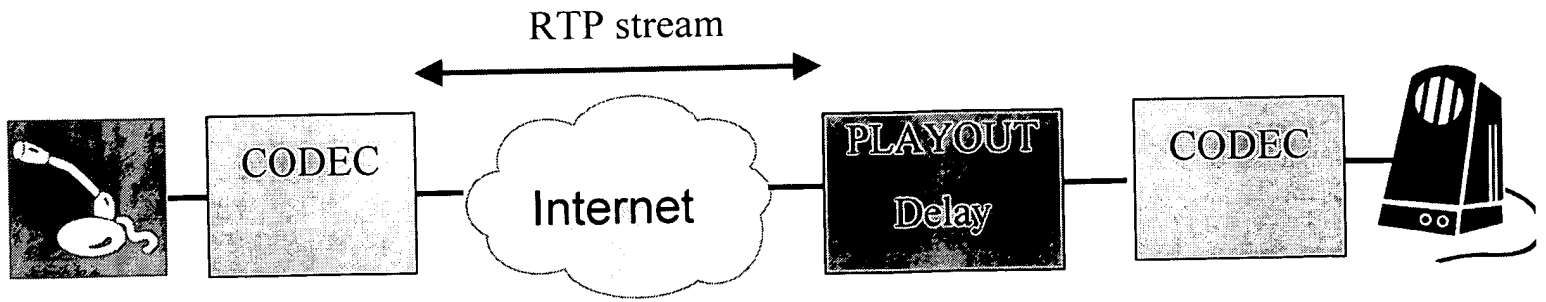 RTP stream
CODEC
Internet
PLAYOUT
Delay
CODEC